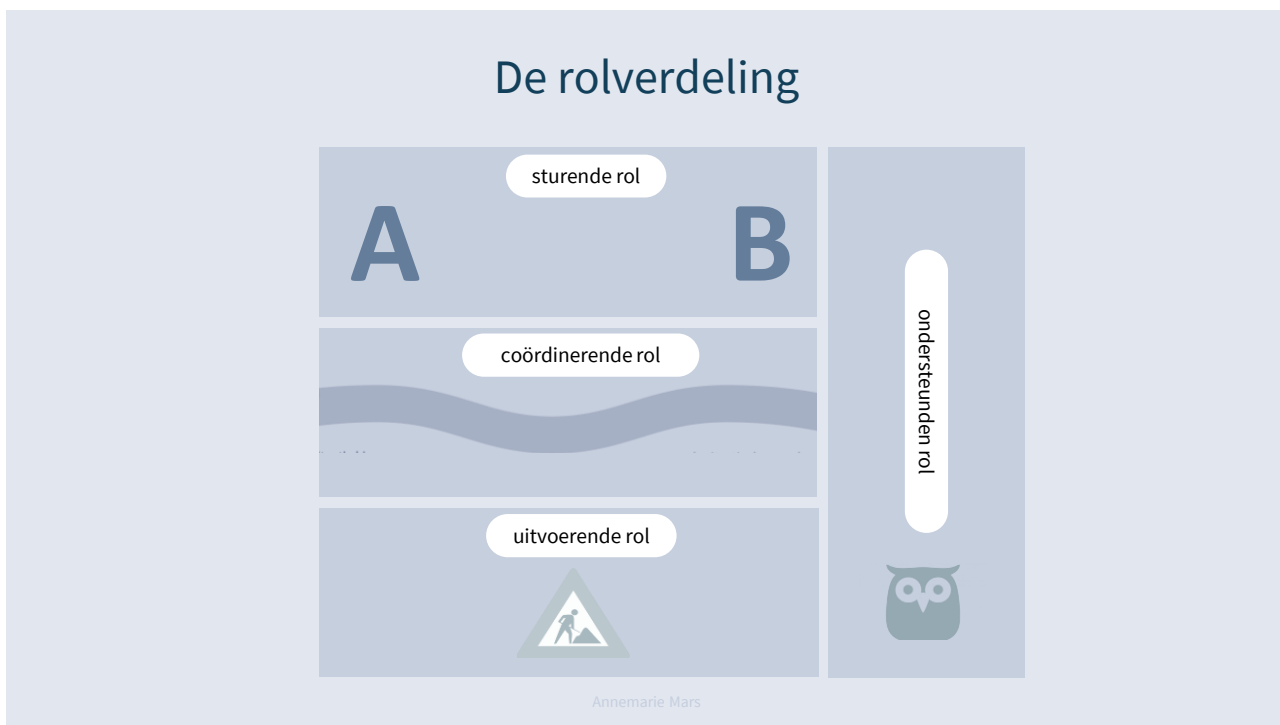 De rolverdeling
sturende rol
A
B
coördinerende rol
uitvoerende rol
ondersteunden rol
Annemarie Mars